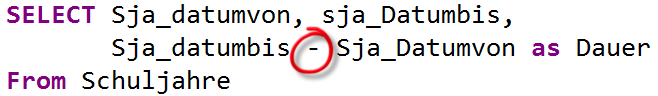 SELECT Sja_datumvon, sja_Datumbis,
Sja_datumbis - Sja_Datumvon as Dauer
From Schuljahre